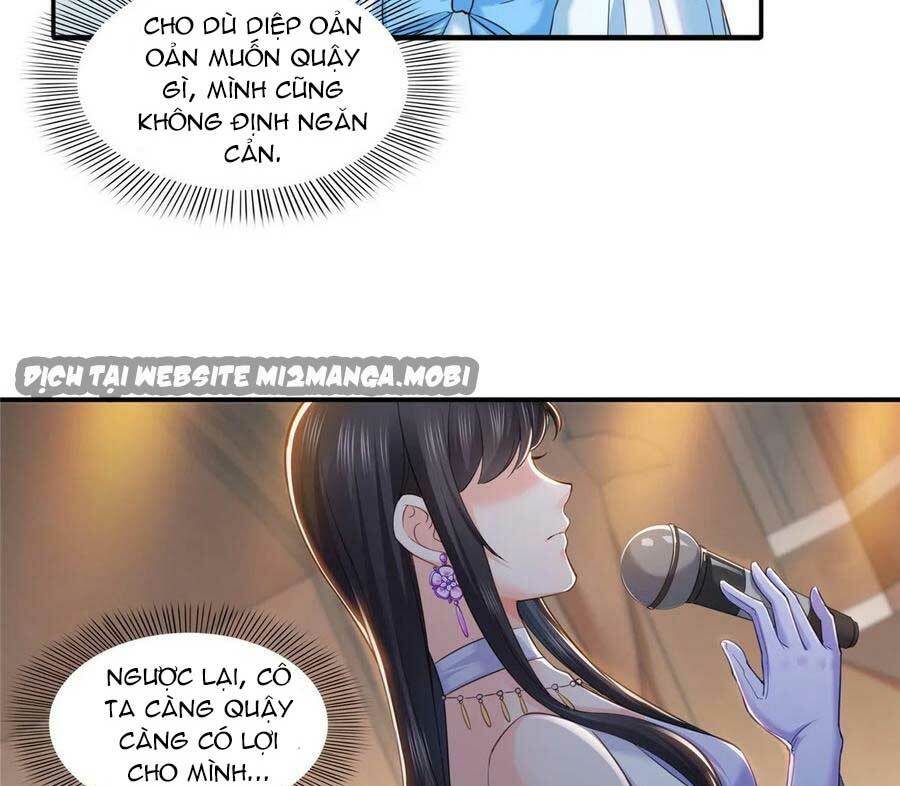 CHO DÙ DIỆP OẢN
OẢN MUỐN QUẬY
GÌ, MÌNH CŨNG
KHÔNG ĐỊNH NGĂN
CẢN.
DỊCH TẠI WEBSITE MI2MANGA.MOBI
NGƯỢC LẠI, CÔ
TA CÀNG QUẬY
CÀNG CÓ LỢI
CHO MÌNH...